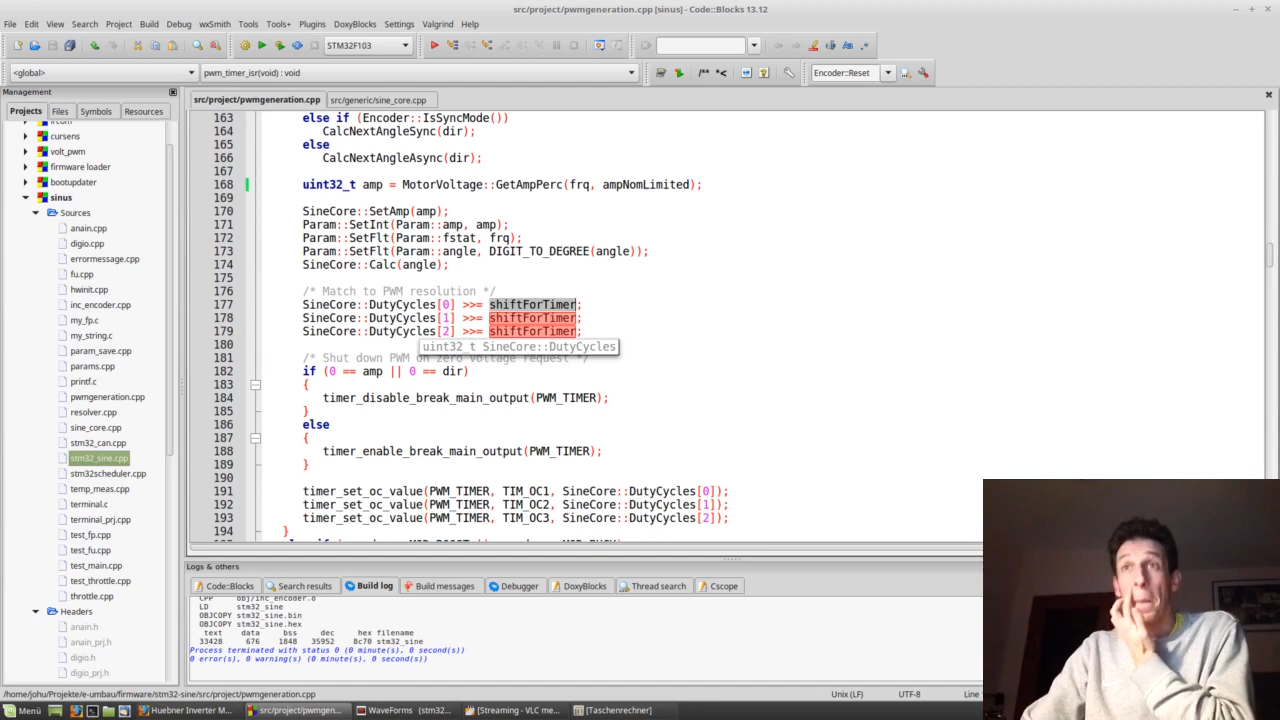 src/project/pwmgeneration.cpp [sinus] - Code::Blocks 13.12
File Edit View Search Project Build Debug wxSmith Tools Tools+ Plugins DoxyBlocks Settings Valgrind Help
STM32F103
<global> pwm_timer_isr(void) : void /** *< Encoder::Reset
Management
Projects Files Symbols Resources
src/project/pwmgeneration.cpp src/generic/sine_core.cpp
cursens
volt_pwm
firmware loader
bootupdater
sinus
Sources
anain.cpp
digio.cpp
errormessage.cpp
fu.cpp
hwinit.cpp
inc_encoder.cpp
my_fp.c
my_string.c
param_save.cpp
params.cpp
printf.c
pwmgeneration.cpp
resolver.cpp
sine_core.cpp
stm32_can.cpp
stm32_sine.cpp
stm32scheduler.cpp
temp_meas.cpp
terminal.c
terminal_prj.cpp
test_fp.cpp
test_fu.cpp
test_main.cpp
test_throttle.cpp
throttle.cpp
Headers
anain.h
anain_prj.h
digio.h
digio_prj.h
163 else if (Encoder::IsSyncMode())
164 CalcNextAngleSync(dir);
165 else
166 CalcNextAngleAsync(dir);
167
168 uint32_t amp = MotorVoltage::GetAmpPerc(frq, ampNomLimited);
169
170 SineCore::SetAmp(amp);
171 Param::SetInt(Param::amp, amp);
172 Param::SetFlt(Param::fstat, frq);
173 Param::SetFlt(Param::angle, DIGIT_TO_DEGREE(angle));
174 SineCore::Calc(angle);
175
176 /* Match to PWM resolution */
177 SineCore::DutyCycles[0] >>= shiftForTimer;
178 SineCore::DutyCycles[1] >>= shiftForTimer;
179 SineCore::DutyCycles[2] >>= shiftForTimer;
180 uint32_t SineCore::DutyCycles
181 /* Shut down PWM on zero voltage request */
182 if (0 == amp || 0 == dir)
183 {
184 timer_disable_break_main_output(PWM_TIMER);
185 }
186 else
187 {
188 timer_enable_break_main_output(PWM_TIMER);
189 }
190
191 timer_set_oc_value(PWM_TIMER, TIM_OC1, SineCore::DutyCycles[0]);
192 timer_set_oc_value(PWM_TIMER, TIM_OC2, SineCore::DutyCycles[1]);
193 timer_set_oc_value(PWM_TIMER, TIM_OC3, SineCore::DutyCycles[2]);
194 }
Logs & others
Code::Blocks Search results Build log Build messages Debugger DoxyBlocks Thread search Cscope
CPP obj/inc_encoder.o
LD stm32_sine
OBJCOPY stm32_sine.bin
OBJCOPY stm32_sine.hex
text data bss dec hex filename
33428 676 1848 35952 8c70 stm32_sine
Process terminated with status 0 (0 minute(s), 0 second(s))
0 error(s), 0 warning(s) (0 minute(s), 0 second(s))
/home/johu/Projekte/e-umbau/firmware/stm32-sine/src/project/pwmgeneration.cpp Unix (LF) UTF-8 Line
Menü Huebner Inverter M... src/project/pwmgen... WaveForms (stm32... [Streaming - VLC me... [Taschenrechner]